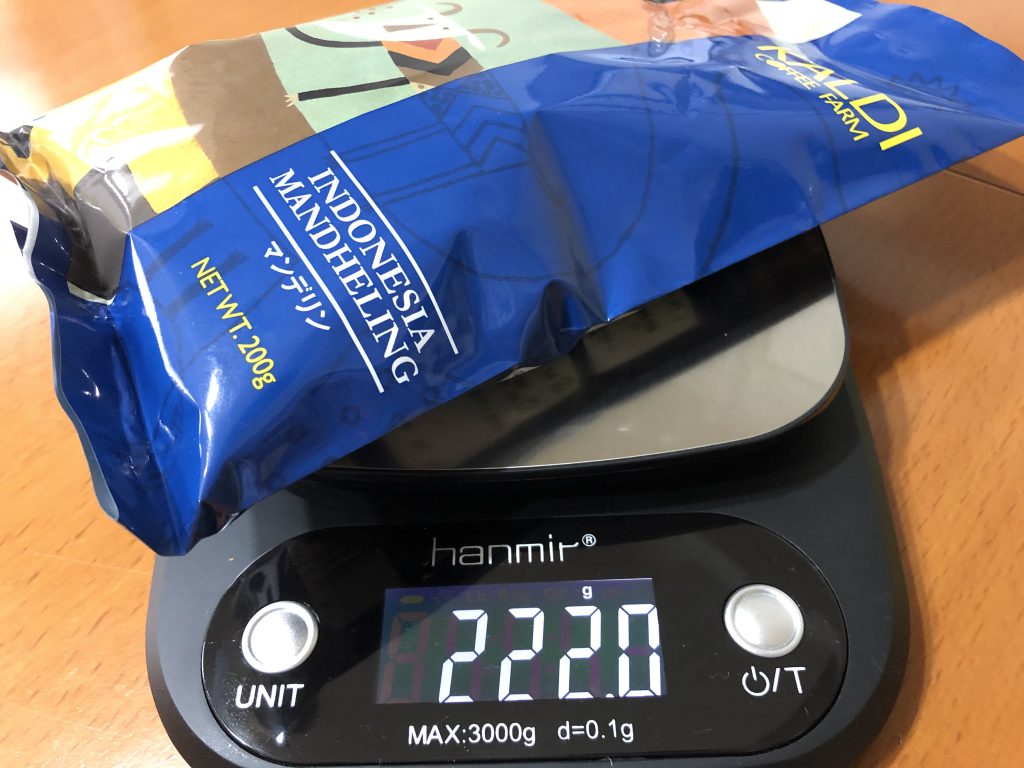 KALDI
COFFEE FARM
INDONESIA
MANDHELING
マンデリン
NET WT. 200g
hanmir®
g
222.0
UNIT
⏻/T
MAX:3000g d=0.1g